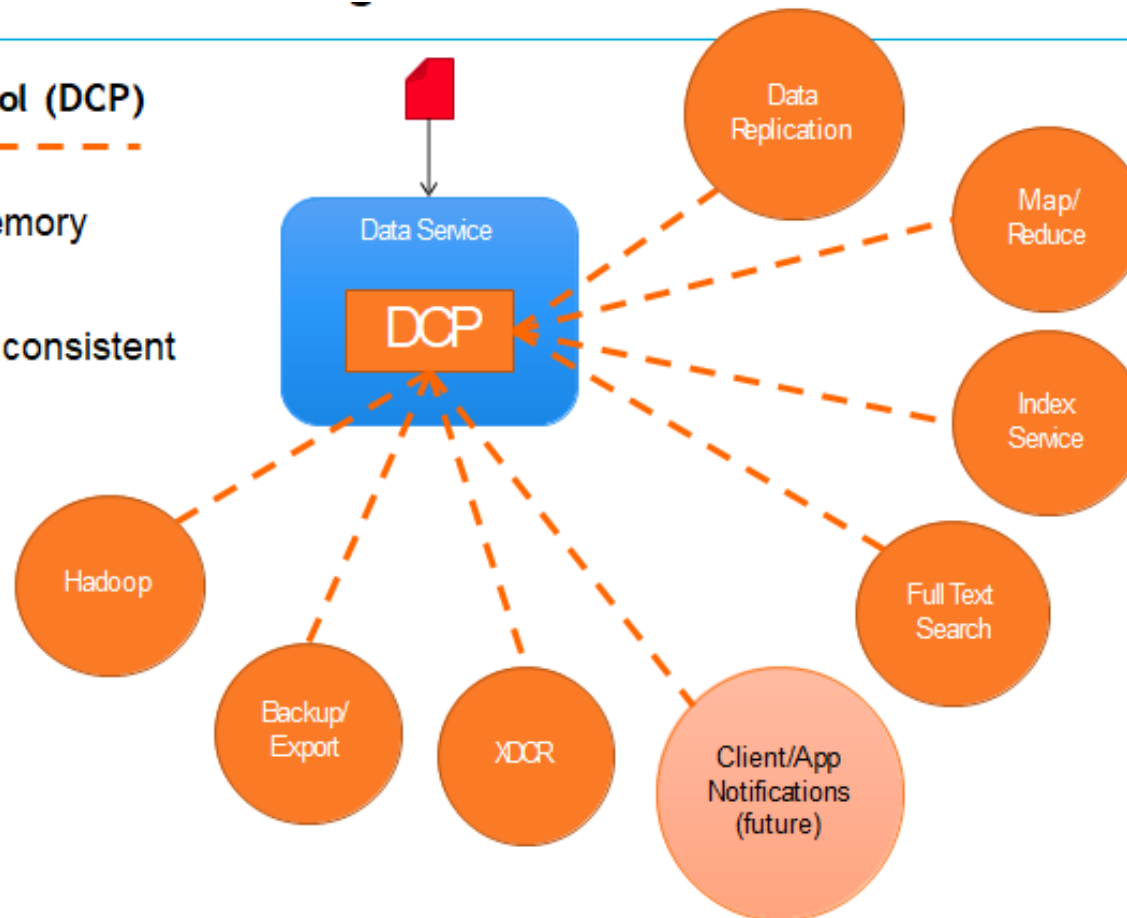 ol (DCP)
emory
consistent
Data Service
DCP
Data
Replication
Map/
Reduce
Index
Service
Full Text
Search
Client/App
Notifications
(future)
XDCR
Backup/
Export
Hadoop